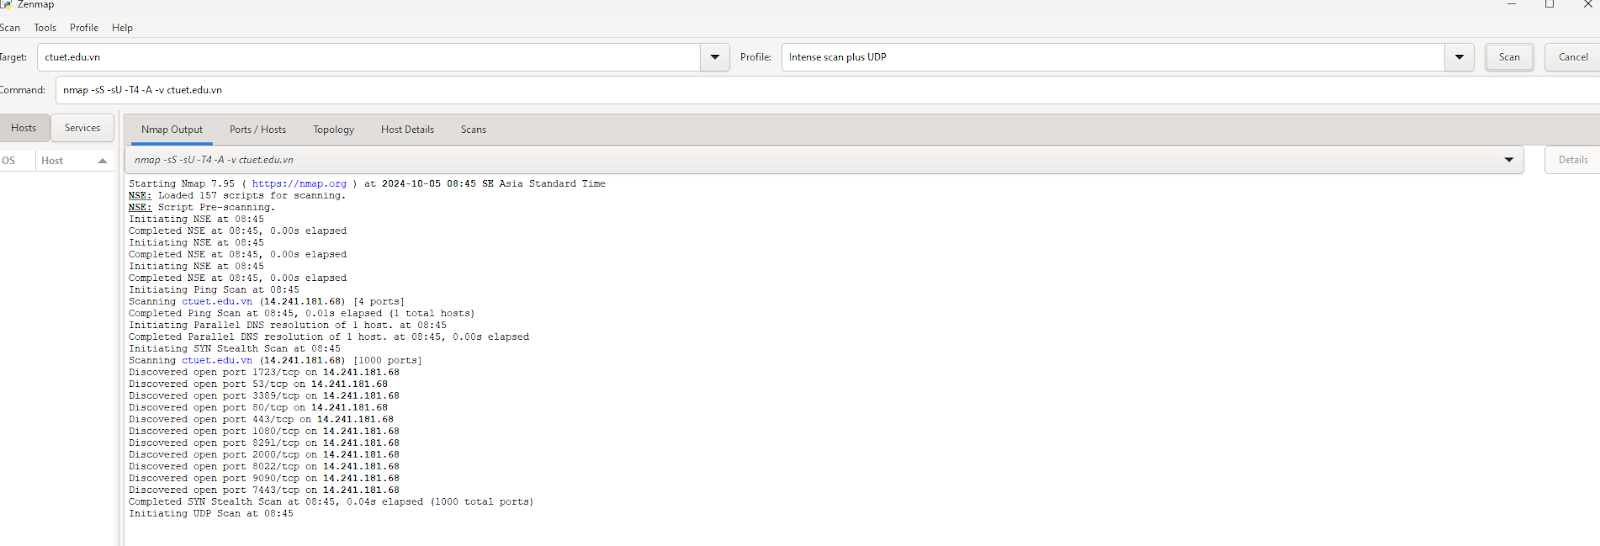 Zenmap
Scan Tools Profile Help
Target: ctuet.edu.vn Profile: Intense scan plus UDP Scan Cancel
Command: nmap -sS -sU -T4 -A -v ctuet.edu.vn
Hosts Services Nmap Output Ports / Hosts Topology Host Details Scans
OS Host nmap -sS -sU -T4 -A -v ctuet.edu.vn Details
Starting Nmap 7.95 ( https://nmap.org ) at 2024-10-05 08:45 SE Asia Standard Time
NSE: Loaded 157 scripts for scanning.
NSE: Script Pre-scanning.
Initiating NSE at 08:45
Completed NSE at 08:45, 0.00s elapsed
Initiating NSE at 08:45
Completed NSE at 08:45, 0.00s elapsed
Initiating NSE at 08:45
Completed NSE at 08:45, 0.00s elapsed
Initiating Ping Scan at 08:45
Scanning ctuet.edu.vn (14.241.181.68) [4 ports]
Completed Ping Scan at 08:45, 0.01s elapsed (1 total hosts)
Initiating Parallel DNS resolution of 1 host. at 08:45
Completed Parallel DNS resolution of 1 host. at 08:45, 0.00s elapsed
Initiating SYN Stealth Scan at 08:45
Scanning ctuet.edu.vn (14.241.181.68) [1000 ports]
Discovered open port 1723/tcp on 14.241.181.68
Discovered open port 53/tcp on 14.241.181.68
Discovered open port 3389/tcp on 14.241.181.68
Discovered open port 80/tcp on 14.241.181.68
Discovered open port 443/tcp on 14.241.181.68
Discovered open port 1080/tcp on 14.241.181.68
Discovered open port 8291/tcp on 14.241.181.68
Discovered open port 2000/tcp on 14.241.181.68
Discovered open port 8022/tcp on 14.241.181.68
Discovered open port 9090/tcp on 14.241.181.68
Discovered open port 7443/tcp on 14.241.181.68
Completed SYN Stealth Scan at 08:45, 0.04s elapsed (1000 total ports)
Initiating UDP Scan at 08:45